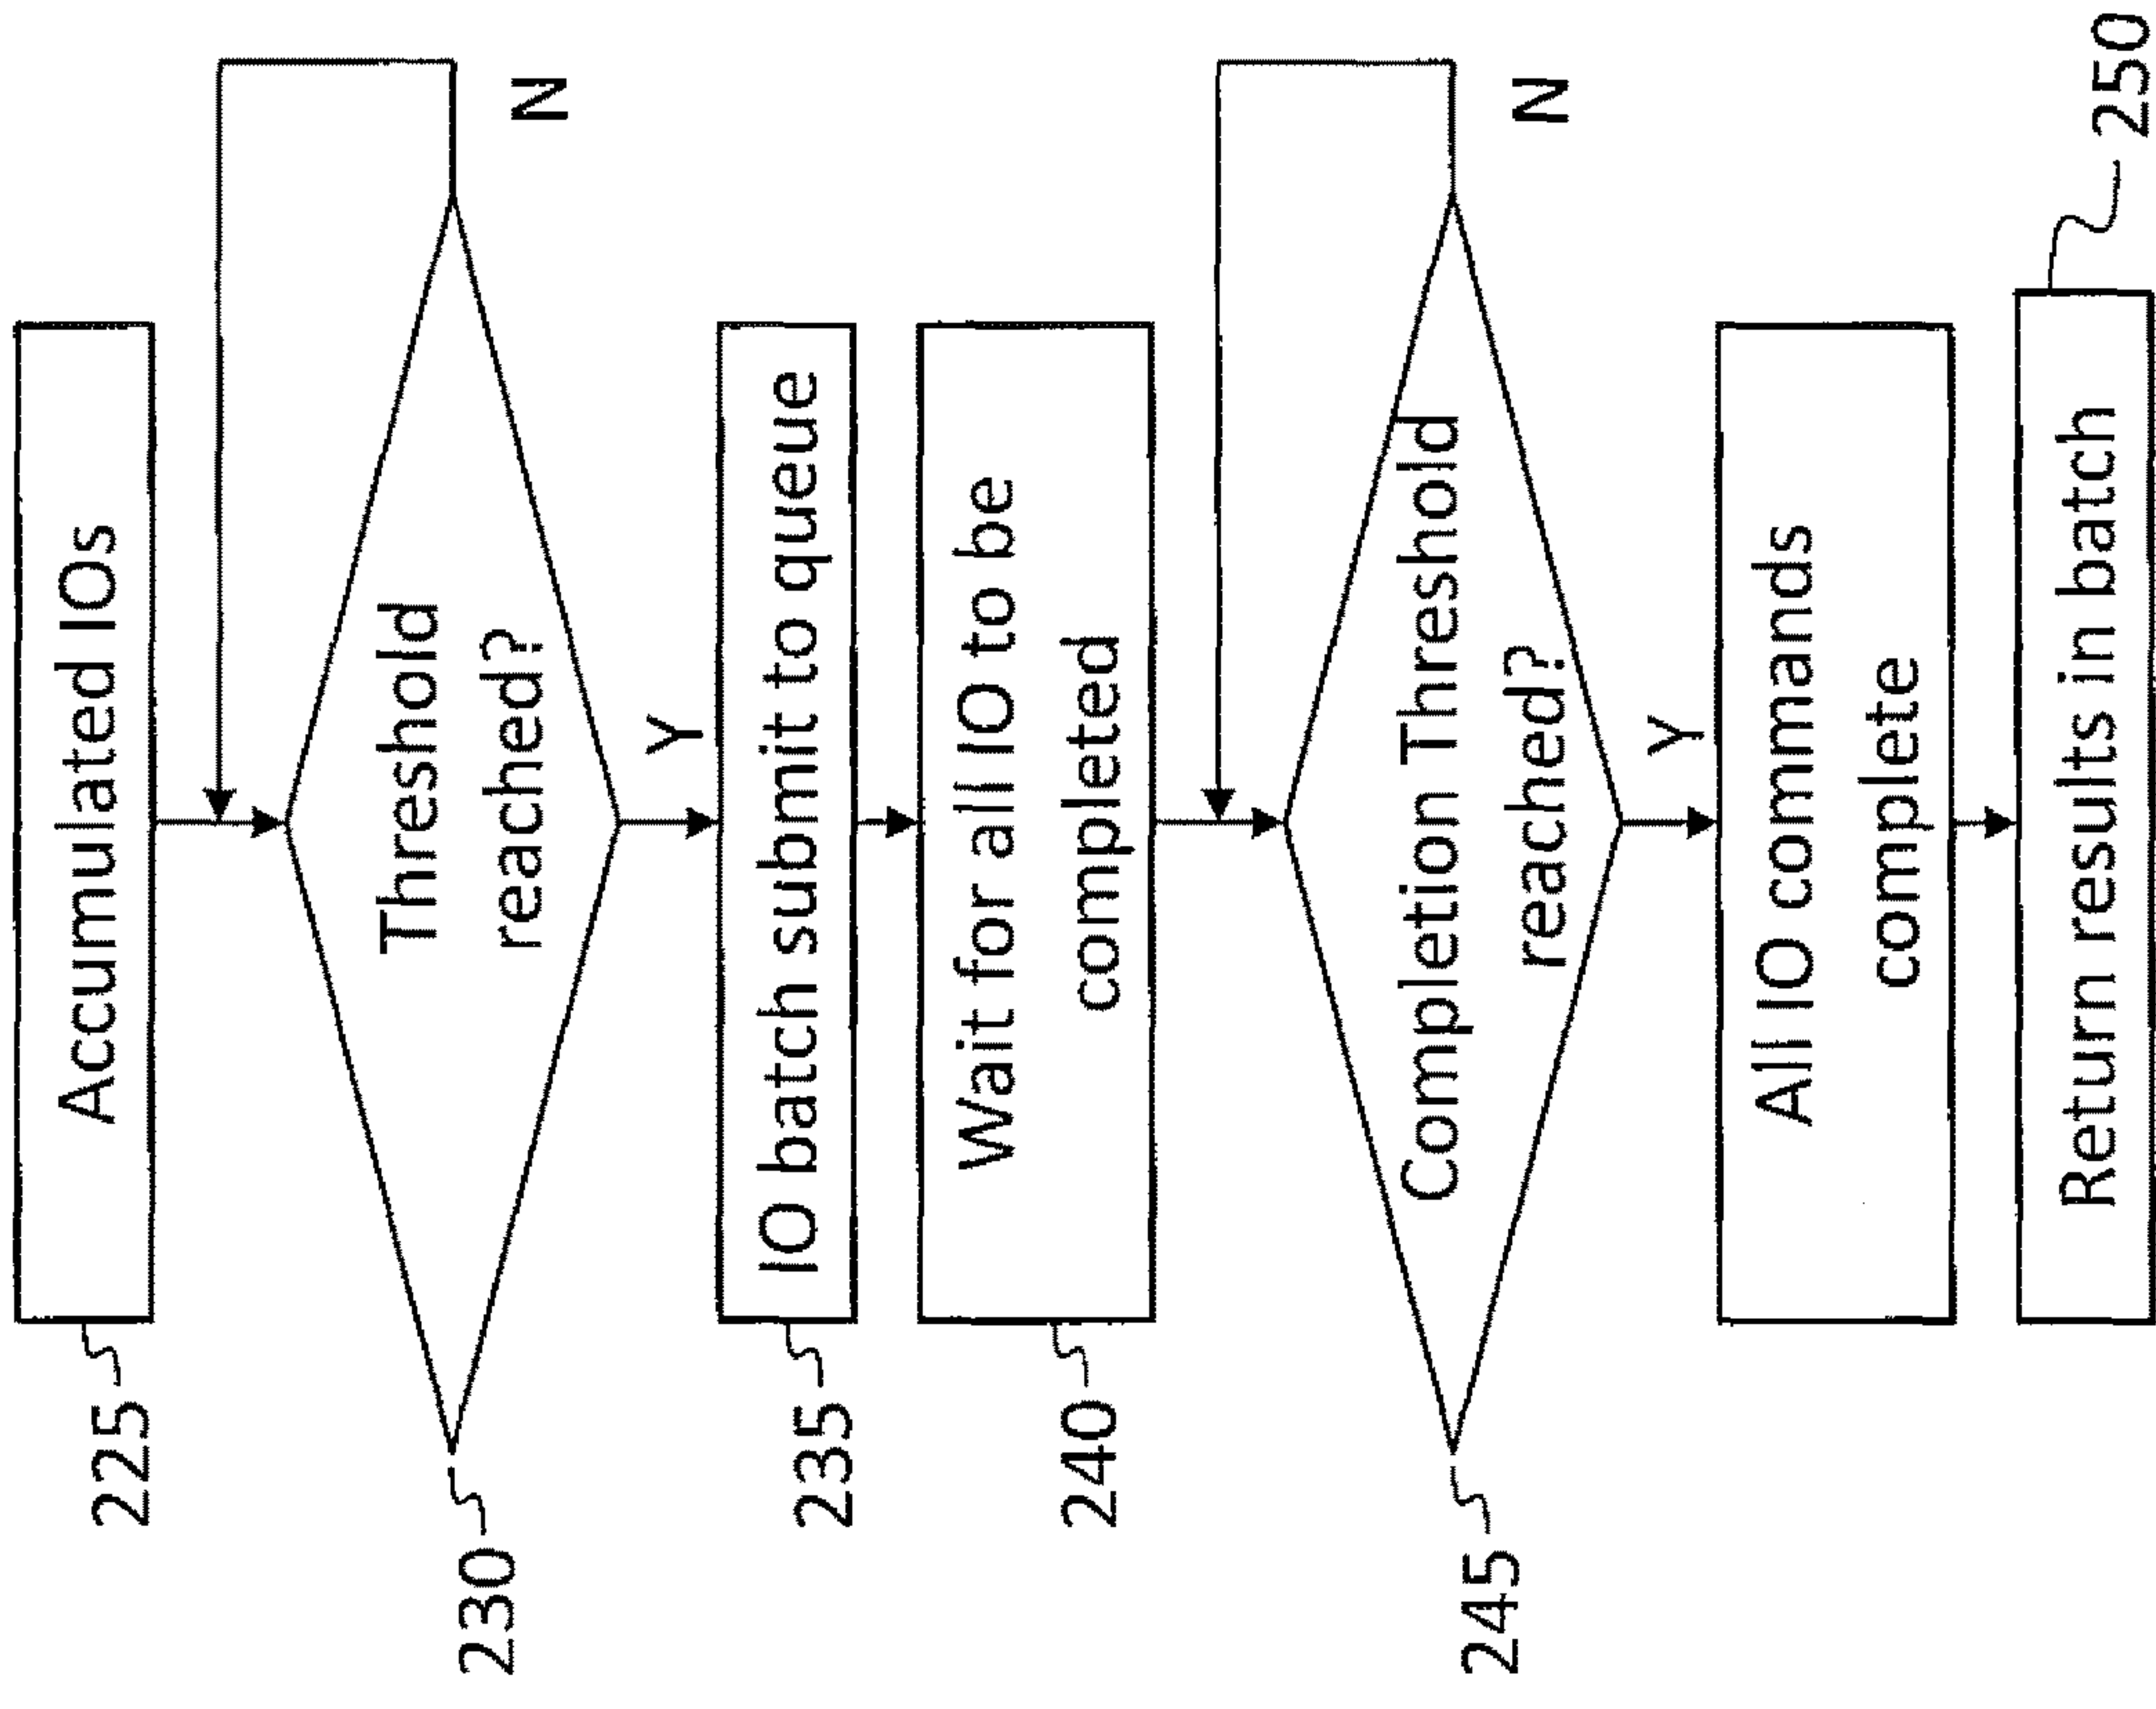 225
Accumulated IOs
230
Threshold
reached?
N
Y
235
IO batch submit to queue
240
Wait for all IO to be
completed
245
Completion Threshold
reached?
N
Y
All IO commands
complete
250
Return results in batch